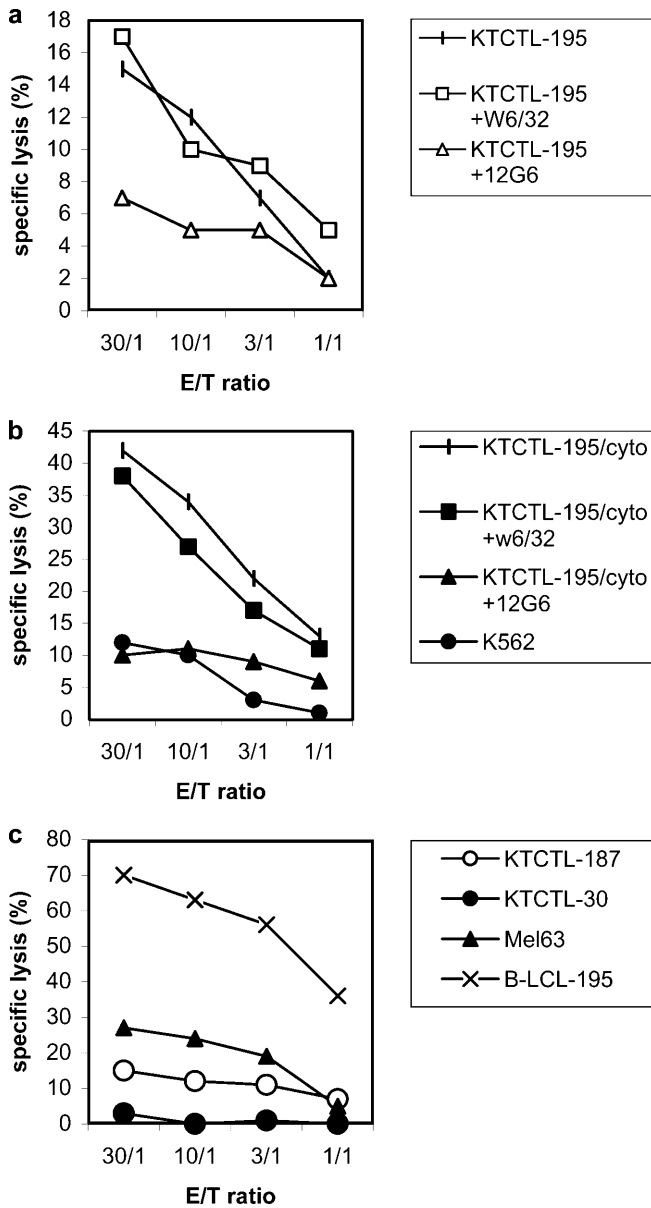 a
specific lysis (%)
18
16
14
12
10
8
6
4
2
0
30/1 10/1 3/1 1/1
E/T ratio
KTCTL-195
KTCTL-195
+W6/32
KTCTL-195
+12G6
b
specific lysis (%)
45
40
35
30
25
20
15
10
5
0
30/1 10/1 3/1 1/1
E/T ratio
KTCTL-195/cyto
KTCTL-195/cyto
+w6/32
KTCTL-195/cyto
+12G6
K562
c
specific lysis (%)
80
70
60
50
40
30
20
10
0
30/1 10/1 3/1 1/1
E/T ratio
KTCTL-187
KTCTL-30
Mel63
B-LCL-195